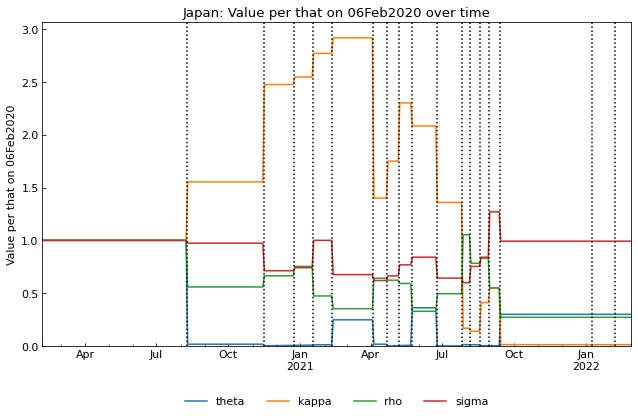 Japan: Value per that on 06Feb2020 over time
Value per that on 06Feb2020
3.0
2.5
2.0
1.5
1.0
0.5
0.0
Apr Jul Oct Jan Apr Jul Oct Jan
2021 2022
theta kappa rho sigma